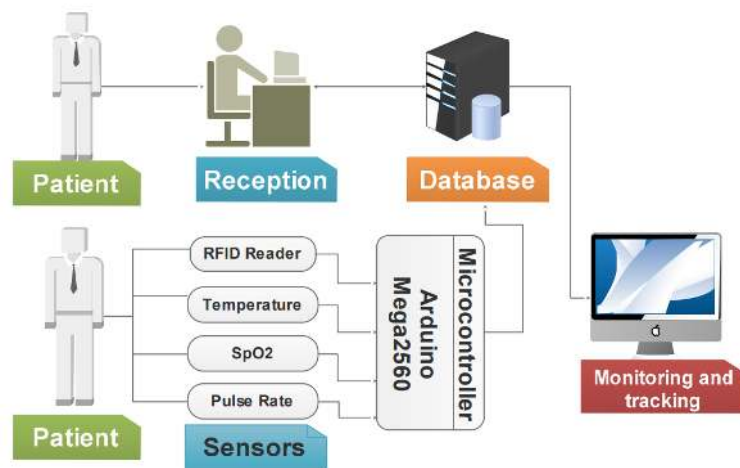 Patient
Reception
Database
RFID Reader
Temperature
SpO2
Pulse Rate
Arduino
Mega2560
Microcontroller
Patient
Sensors
Monitoring and
tracking